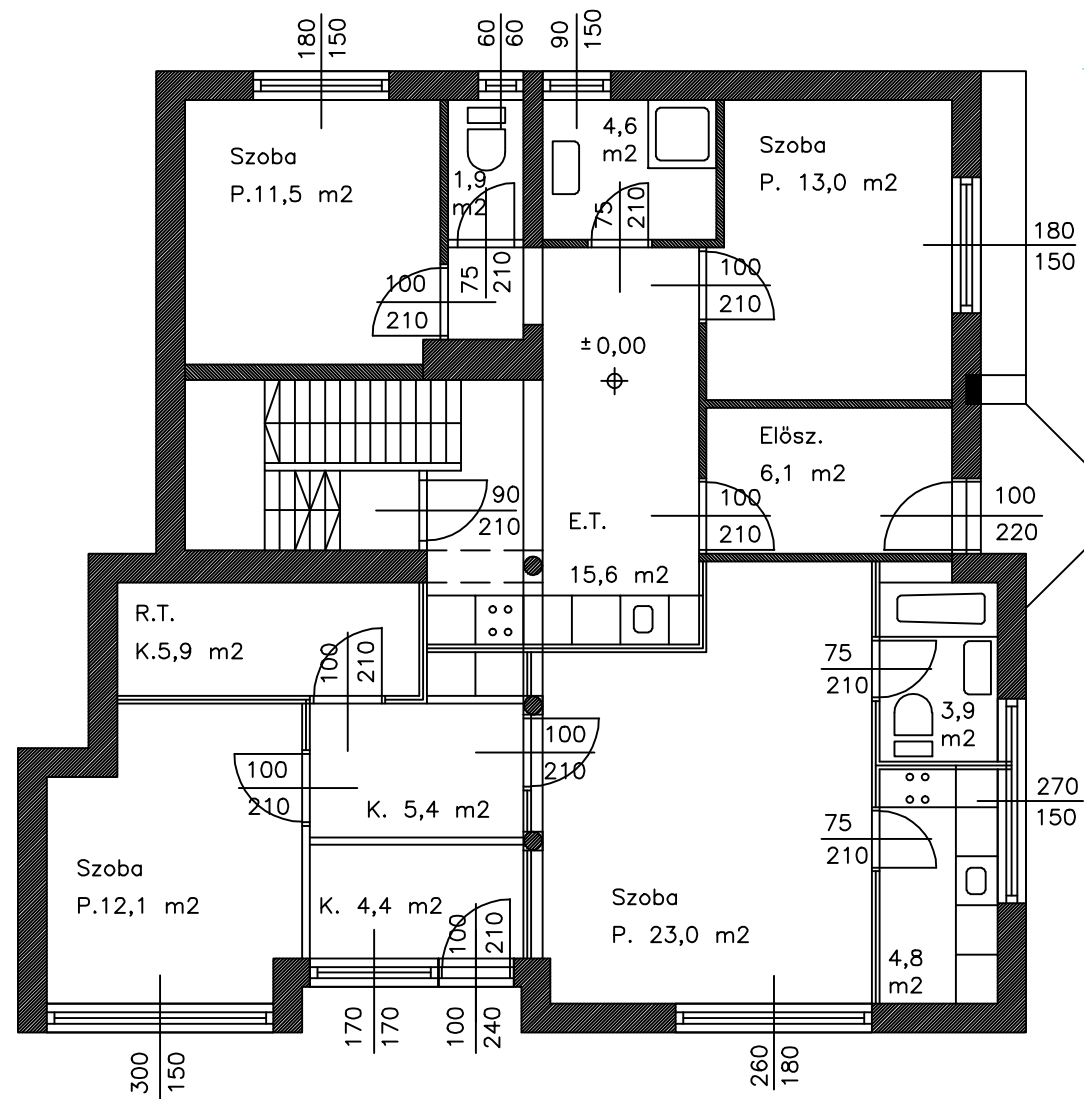 180
150
60
60
90
150
Szoba
P.11,5 m2
1,9
m2
4,6
m2
Szoba
P. 13,0 m2
180
150
75
210
75
210
100
210
100
210
±0,00
Elősz.
6,1 m2
90
210
E.T.
100
210
100
220
15,6 m2
R.T.
K.5,9 m2
100
210
75
210
3,9
m2
100
210
100
210
K. 5,4 m2
270
150
75
210
Szoba
P.12,1 m2
K. 4,4 m2
100
210
Szoba
P. 23,0 m2
4,8
m2
300
150
170
170
100
240
260
180